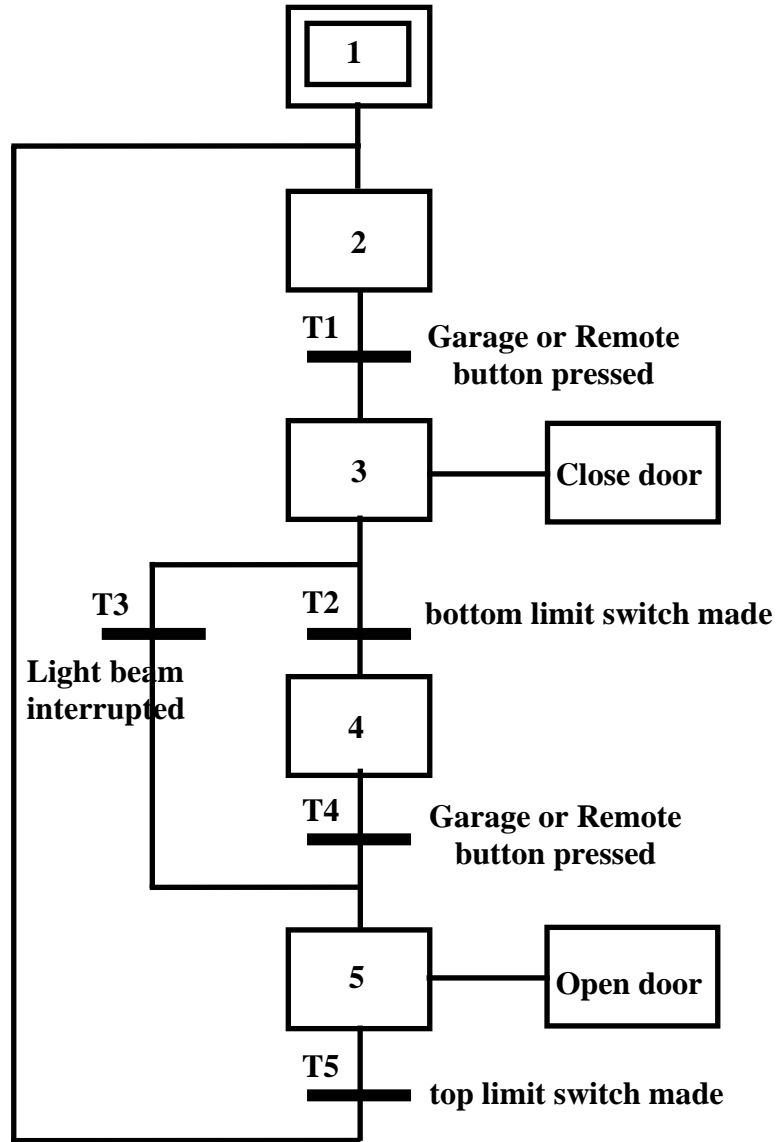 1
2
T1
Garage or Remote
button pressed
3
Close door
T3
T2
bottom limit switch made
Light beam
interrupted
4
T4
Garage or Remote
button pressed
5
Open door
T5
top limit switch made